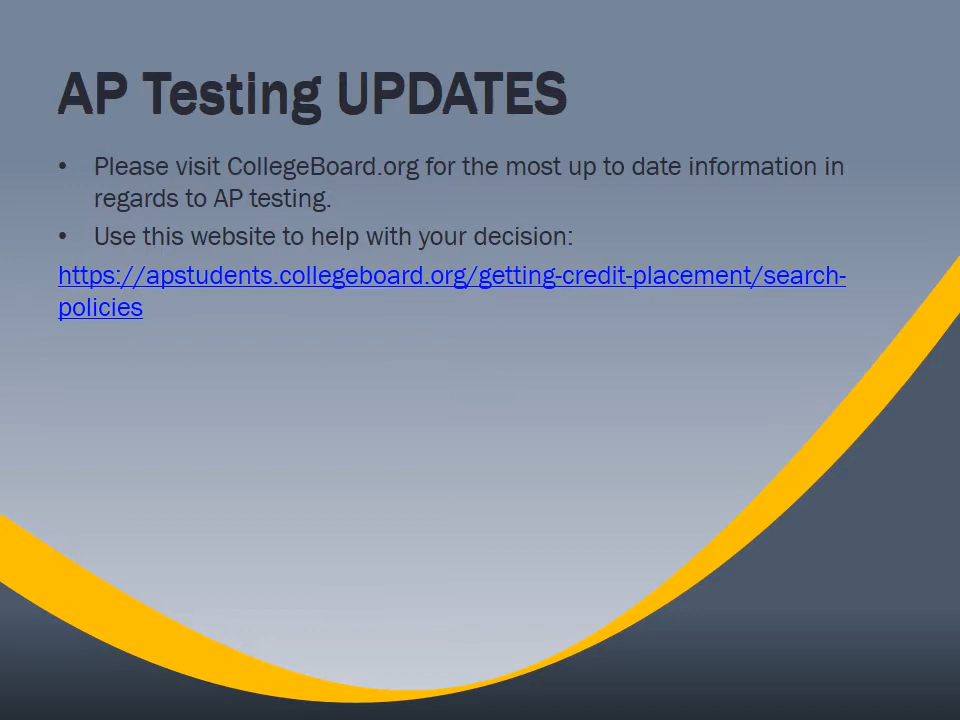 AP Testing UPDATES
• Please visit CollegeBoard.org for the most up to date information in
regards to AP testing.
• Use this website to help with your decision:
https://apstudents.collegeboard.org/getting-credit-placement/search-
policies